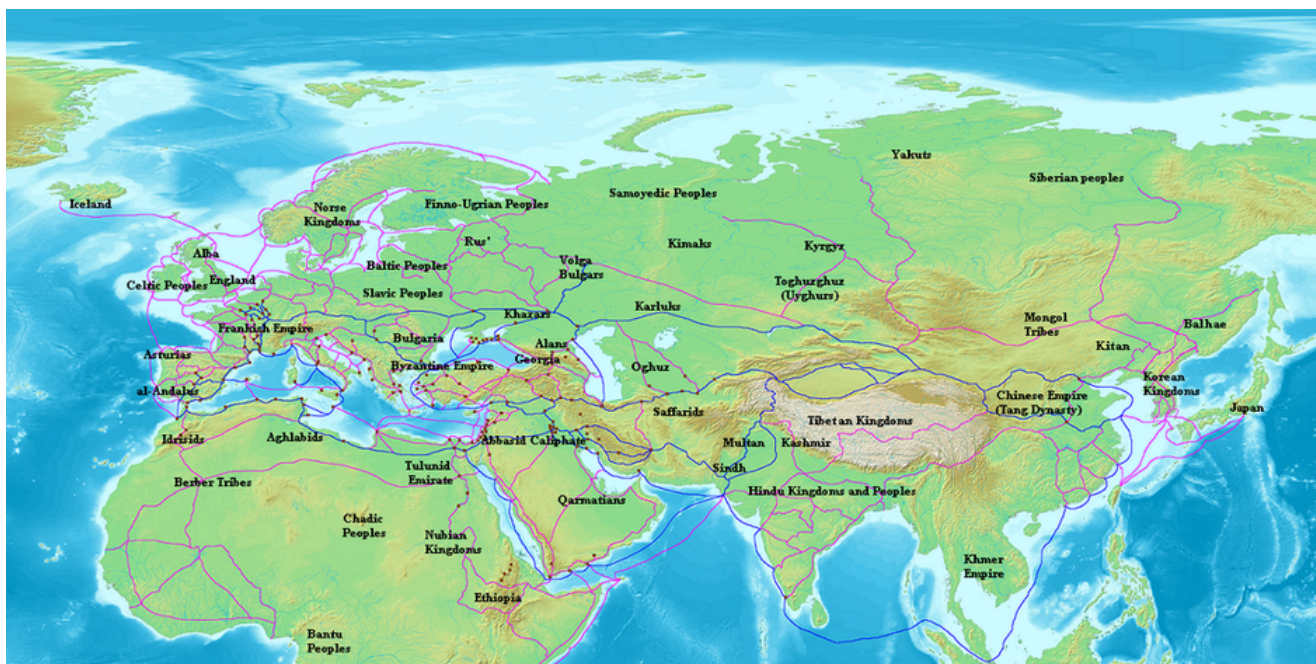 Yakuts
Siberian peoples
Samoyedic Peoples
Iceland
Norse
Kingdoms
Finno-Ugrian Peoples
Rus'
Kimaks
Kyrgyz
Alba
Baltic Peoples
Volga
Bulgars
Celtic Peoples
England
Toghuzghuz
(Uyghurs)
Slavic Peoples
Karluks
Khazars
Mongol
Tribes
Balhae
Frankish Empire
Bulgaria
Alans
Kitan
Asturias
Georgia
Byzantine Empire
Oghuz
Korean
Kingdoms
al-Andalus
Chinese Empire
(Tang Dynasty)
Japan
Saffarids
Tibetan Kingdoms
Idrisids
Aghlabids
Abbasid Caliphate
Multan
Kashmir
Tulunid
Emirate
Sindh
Berber Tribes
Hindu Kingdoms and Peoples
Qarmatians
Chadic
Peoples
Nubian
Kingdoms
Khmer
Empire
Ethiopia
Bantu
Peoples